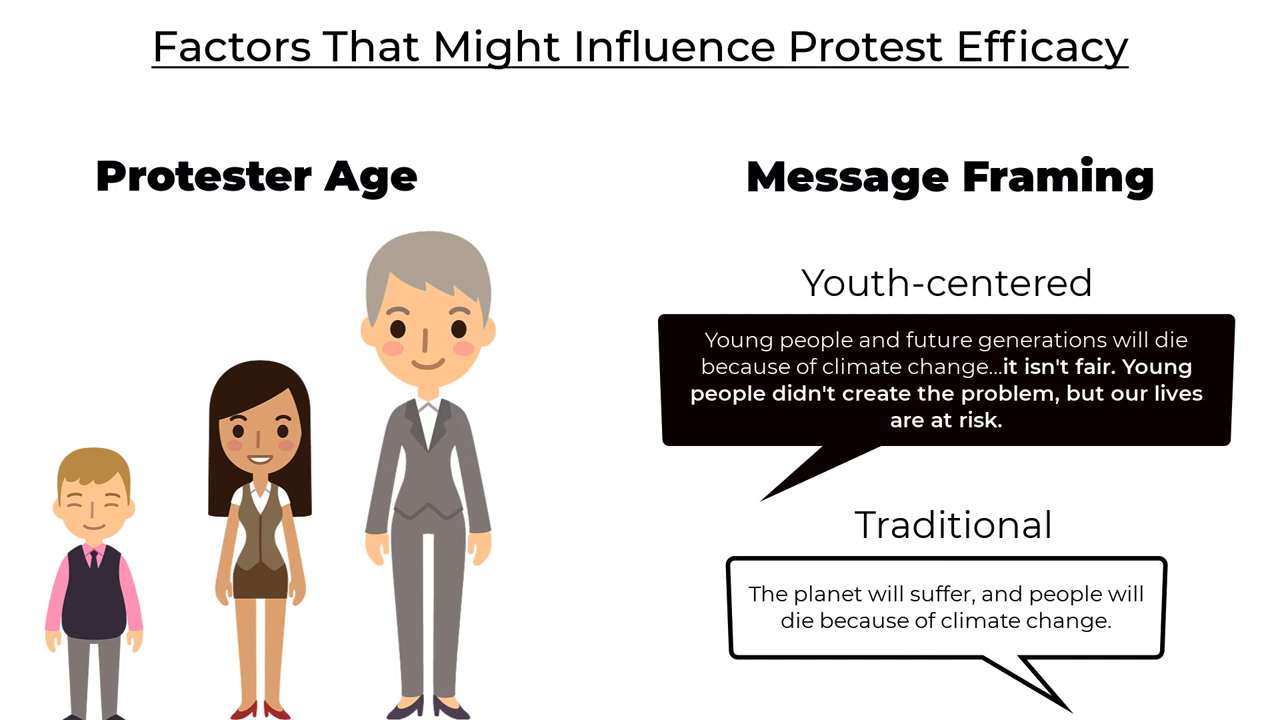 Factors That Might Influence Protest Efficacy
Protester Age
Message Framing
Youth-centered
Young people and future generations will die
because of climate change...it isn't fair. Young
people didn't create the problem, but our lives
are at risk.
Traditional
The planet will suffer, and people will
die because of climate change.